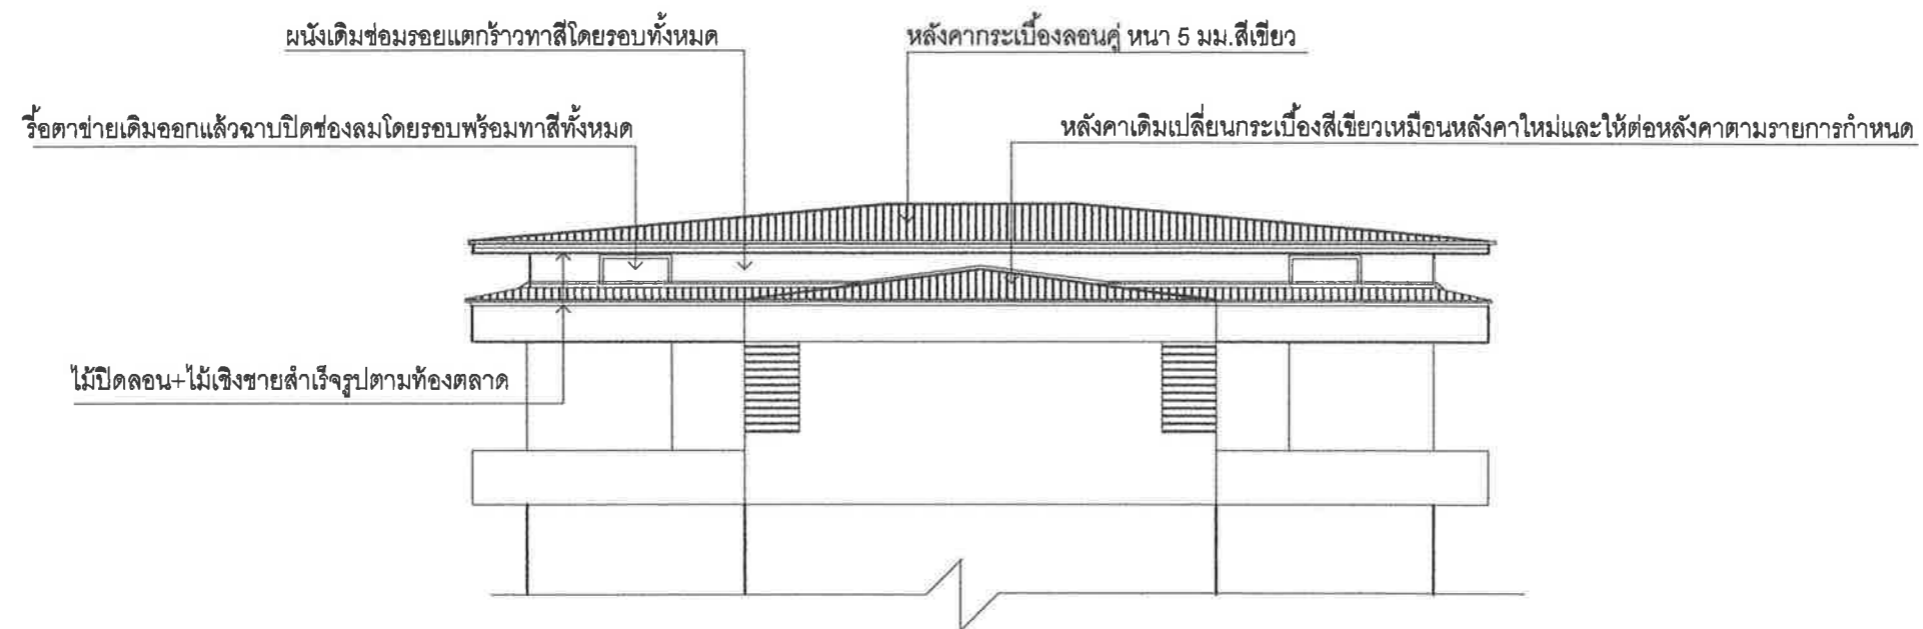 ผนังเดิมซ่อมรอยแตกร้าวทาสีโดยรอบทั้งหมด
หลังคากระเบื้องลอนคู่ หนา 5 มม.สีเขียว
รื้อตาข่ายเดิมออกแล้วฉาบปิดช่องลมโดยรอบพร้อมทาสีทั้งหมด
หลังคาเดิมเปลี่ยนกระเบื้องสีเขียวเหมือนหลังคาใหม่และให้ต่อหลังคาตามรายการกำหนด
ไม้ปิดลอน+ไม้เชิงชายสำเร็จรูปตามท้องตลาด